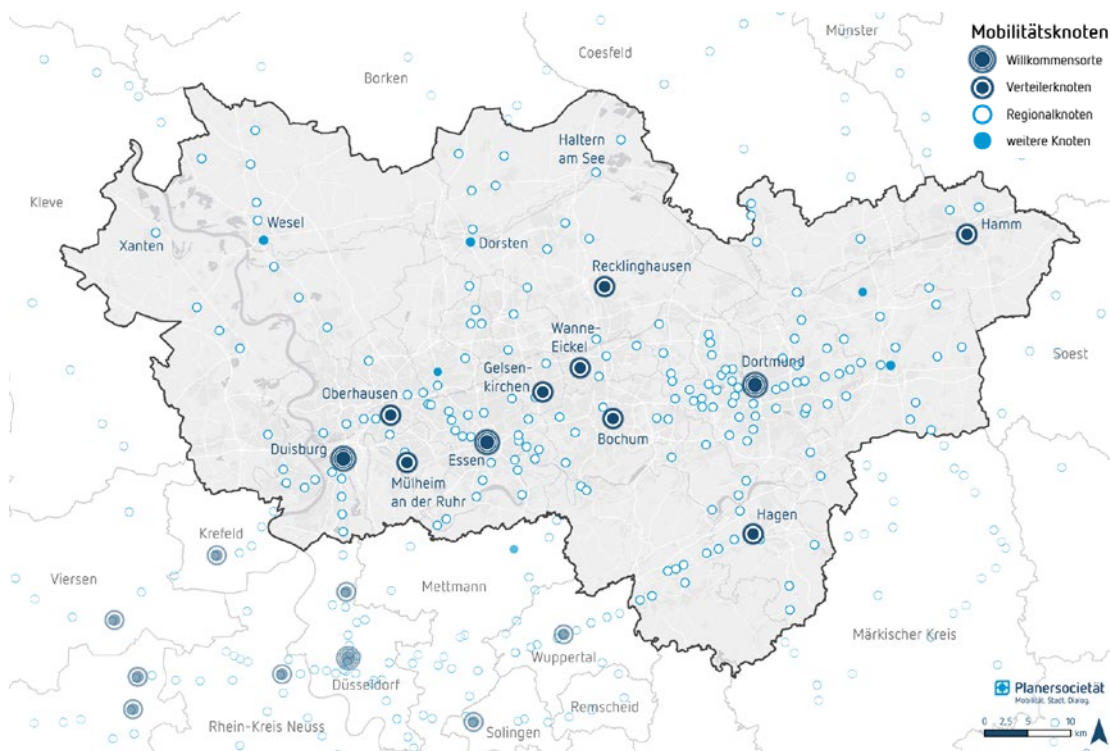 Mobilitätsknoten
Willkommensorte
Verteilerknoten
Regionalknoten
weitere Knoten
Münster
Coesfeld
Borken
Haltern
am See
Kleve
Wesel
Xanten
Dorsten
Hamm
Recklinghausen
Wanne-
Eickel
Soest
Gelsen-
kirchen
Dortmund
Oberhausen
Bochum
Duisburg
Essen
Mülheim
an der Ruhr
Hagen
Krefeld
Viersen
Mettmann
Märkischer Kreis
Wuppertal
Düsseldorf
Remscheid
Rhein-Kreis Neuss
Solingen
Planersocietät
Mobilität. Stadt. Dialog.
0 2,5 5 10
km